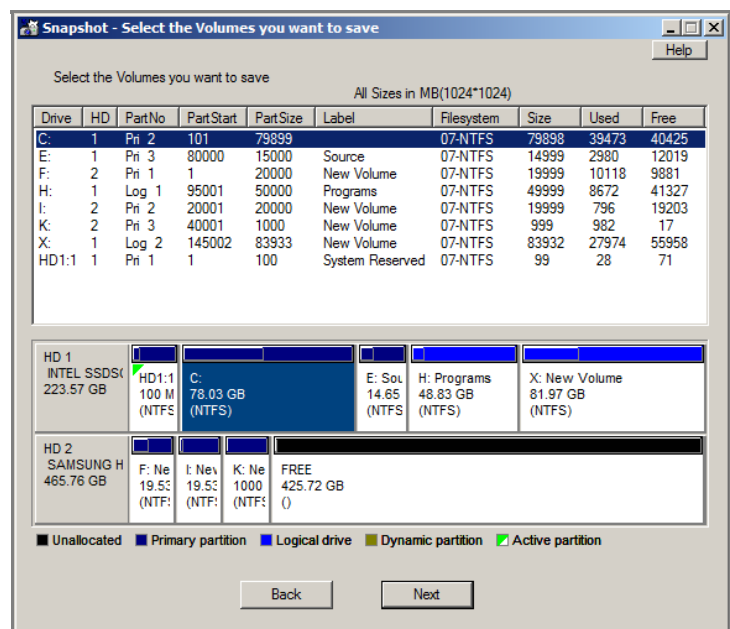 Snapshot - Select the Volumes you want to save
Help
Select the Volumes you want to save
All Sizes in MB(1024*1024)
Drive HD PartNo PartStart PartSize Label Filesystem Size Used Free
C: 1 Pri 2 101 79899 07-NTFS 79898 39473 40425
E: 1 Pri 3 80000 15000 Source 07-NTFS 14999 2980 12019
F: 2 Pri 1 1 20000 New Volume 07-NTFS 19999 10118 9881
H: 1 Log 1 95001 50000 Programs 07-NTFS 49999 8672 41327
I: 2 Pri 2 20001 20000 New Volume 07-NTFS 19999 796 19203
K: 2 Pri 3 40001 1000 New Volume 07-NTFS 999 982 17
X: 1 Log 2 145002 83933 New Volume 07-NTFS 83932 27974 55958
HD1:1 1 Pri 1 1 100 System Reserved 07-NTFS 99 28 71
HD 1
INTEL SSDS(
223.57 GB
HD1:1
100 M
(NTFS
C:
78.03 GB
(NTFS)
E: Sou
14.65
(NTFS
H: Programs
48.83 GB
(NTFS)
X: New Volume
81.97 GB
(NTFS)
HD 2
SAMSUNG H
465.76 GB
F: Ne
19.53
(NTF
I: Nev
19.53
(NTF
K: Ne
1000
(NTF
FREE
425.72 GB
()
Unallocated Primary partition Logical drive Dynamic partition Active partition
Back Next